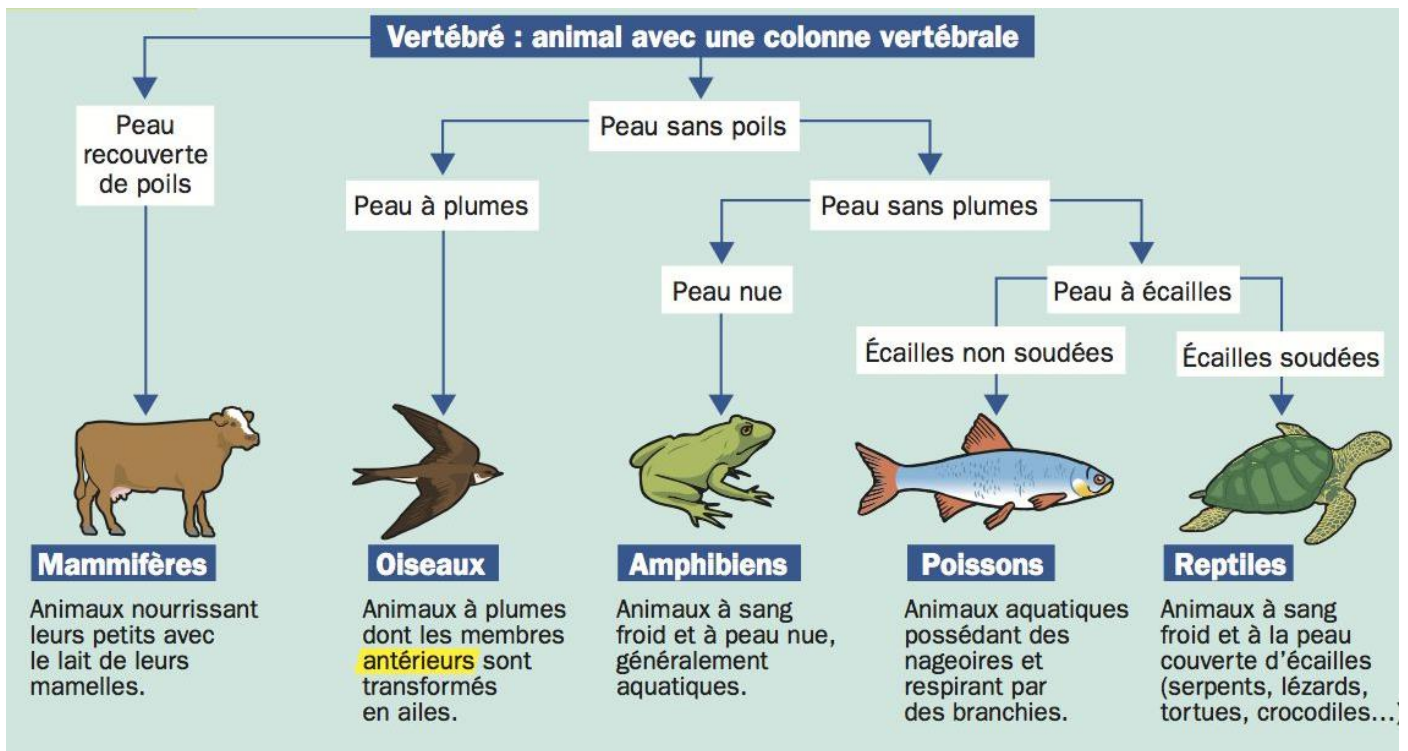 Vertébré : animal avec une colonne vertébrale
Peau
recouverte
de poils
Peau sans poils
Peau à plumes
Peau sans plumes
Peau nue
Peau à écailles
Écailles non soudées
Écailles soudées
Mammifères
Animaux nourrissant
leurs petits avec
le lait de leurs
mamelles.
Oiseaux
Animaux à plumes
dont les membres
antérieurs sont
transformés
en ailes.
Amphibiens
Animaux à sang
froid et à peau nue,
généralement
aquatiques.
Poissons
Animaux aquatiques
possédant des
nageoires et
respirant par
des branchies.
Reptiles
Animaux à sang
froid et à la peau
couverte d’écailles
(serpents, lézards,
tortues, crocodiles…)